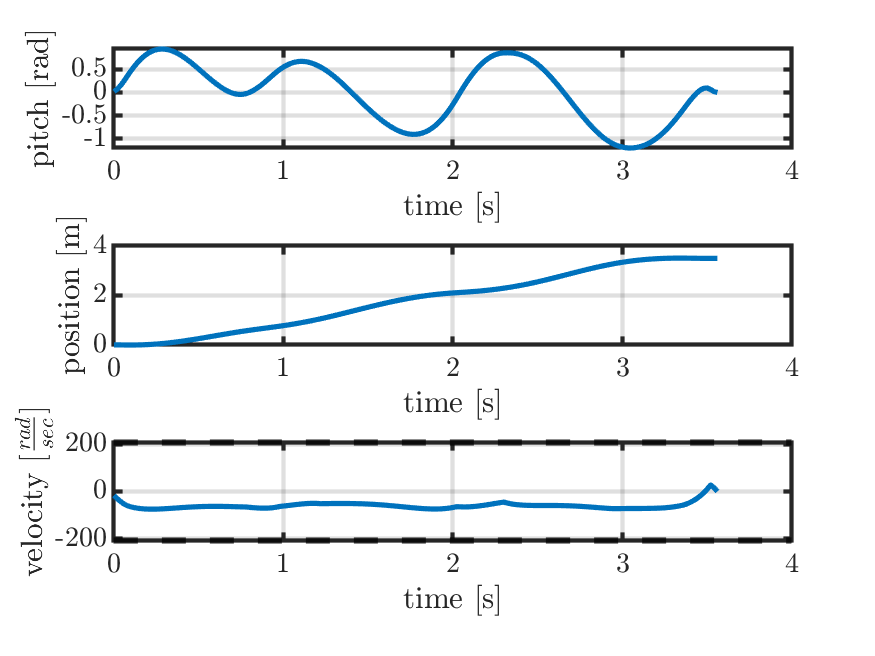 pitch [rad]
0.5
0
-0.5
-1
0 1 2 3 4
time [s]
position [m]
4
2
0
0 1 2 3 4
time [s]
velocity [rad/sec]
200
0
-200
0 1 2 3 4
time [s]